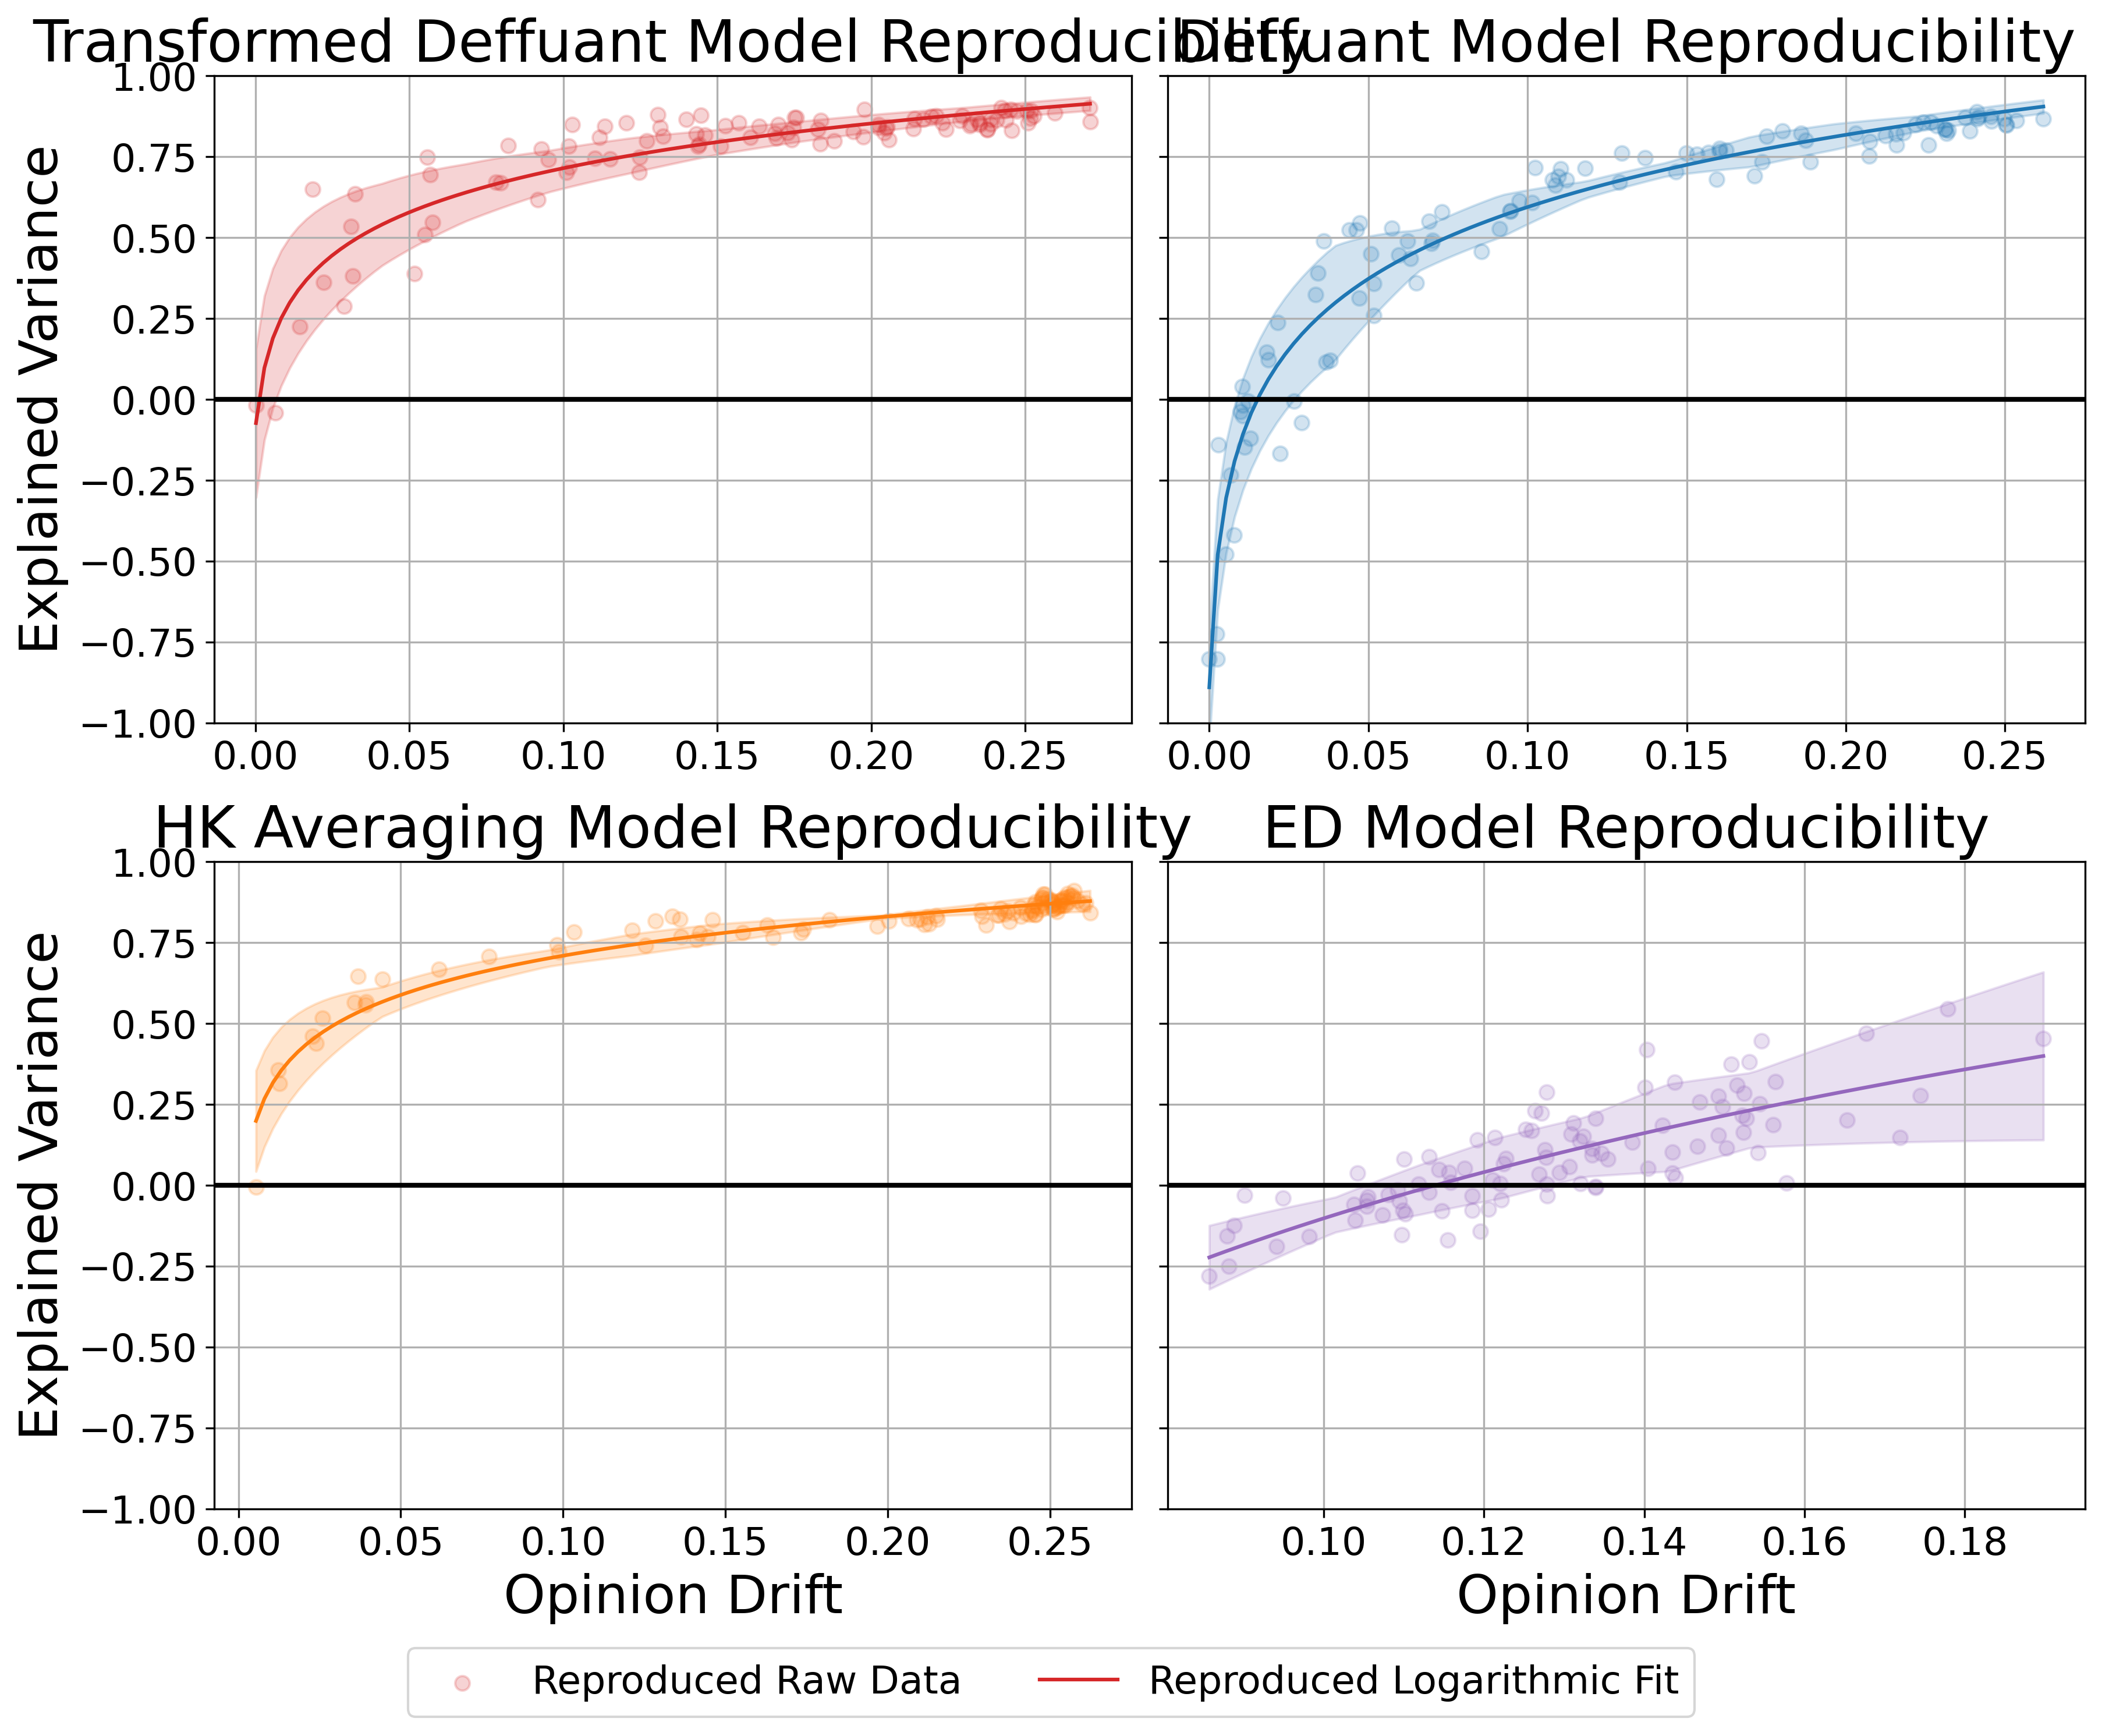 Transformed Deffuant Model Reproducibility
Deffuant Model Reproducibility
Explained Variance
1.00
0.75
0.50
0.25
0.00
−0.25
−0.50
−0.75
−1.00
0.00 0.05 0.10 0.15 0.20 0.25
0.00 0.05 0.10 0.15 0.20 0.25
HK Averaging Model Reproducibility
ED Model Reproducibility
Explained Variance
1.00
0.75
0.50
0.25
0.00
−0.25
−0.50
−0.75
−1.00
0.00 0.05 0.10 0.15 0.20 0.25
0.10 0.12 0.14 0.16 0.18
Opinion Drift
Opinion Drift
Reproduced Raw Data
Reproduced Logarithmic Fit